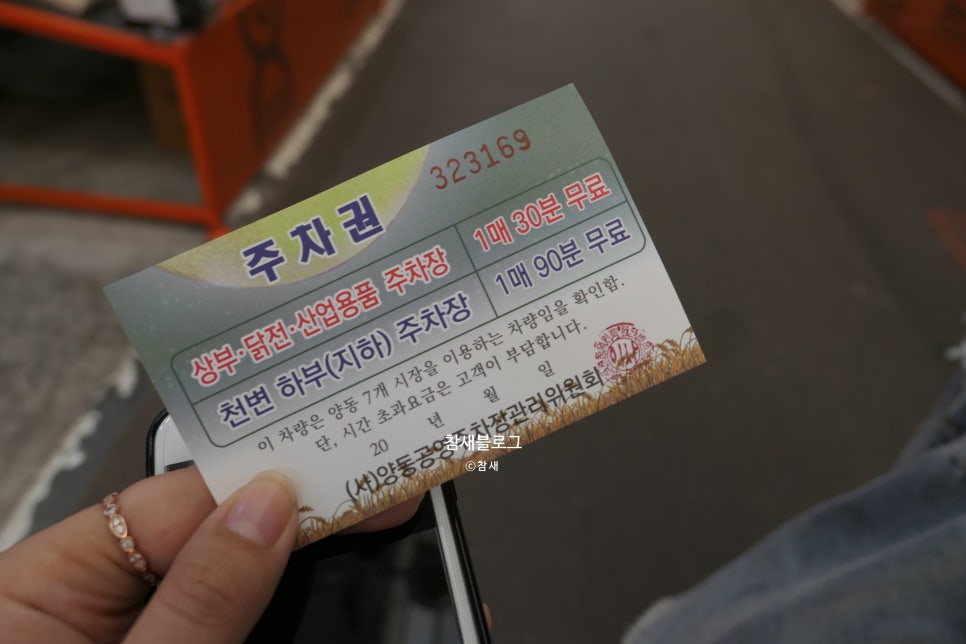 323169
주차권
상부·닭전·산업용품 주차장 1매 30분 무료
천변 하부(지하) 주차장 1매 90분 무료
이 차량은 양동 7개 시장을 이용하는 차량임을 확인함.
단, 시간 초과요금은 고객이 부담합니다.
20 년 월 일
(사)양동공영주차장관리위원회
참새블로그
©참새